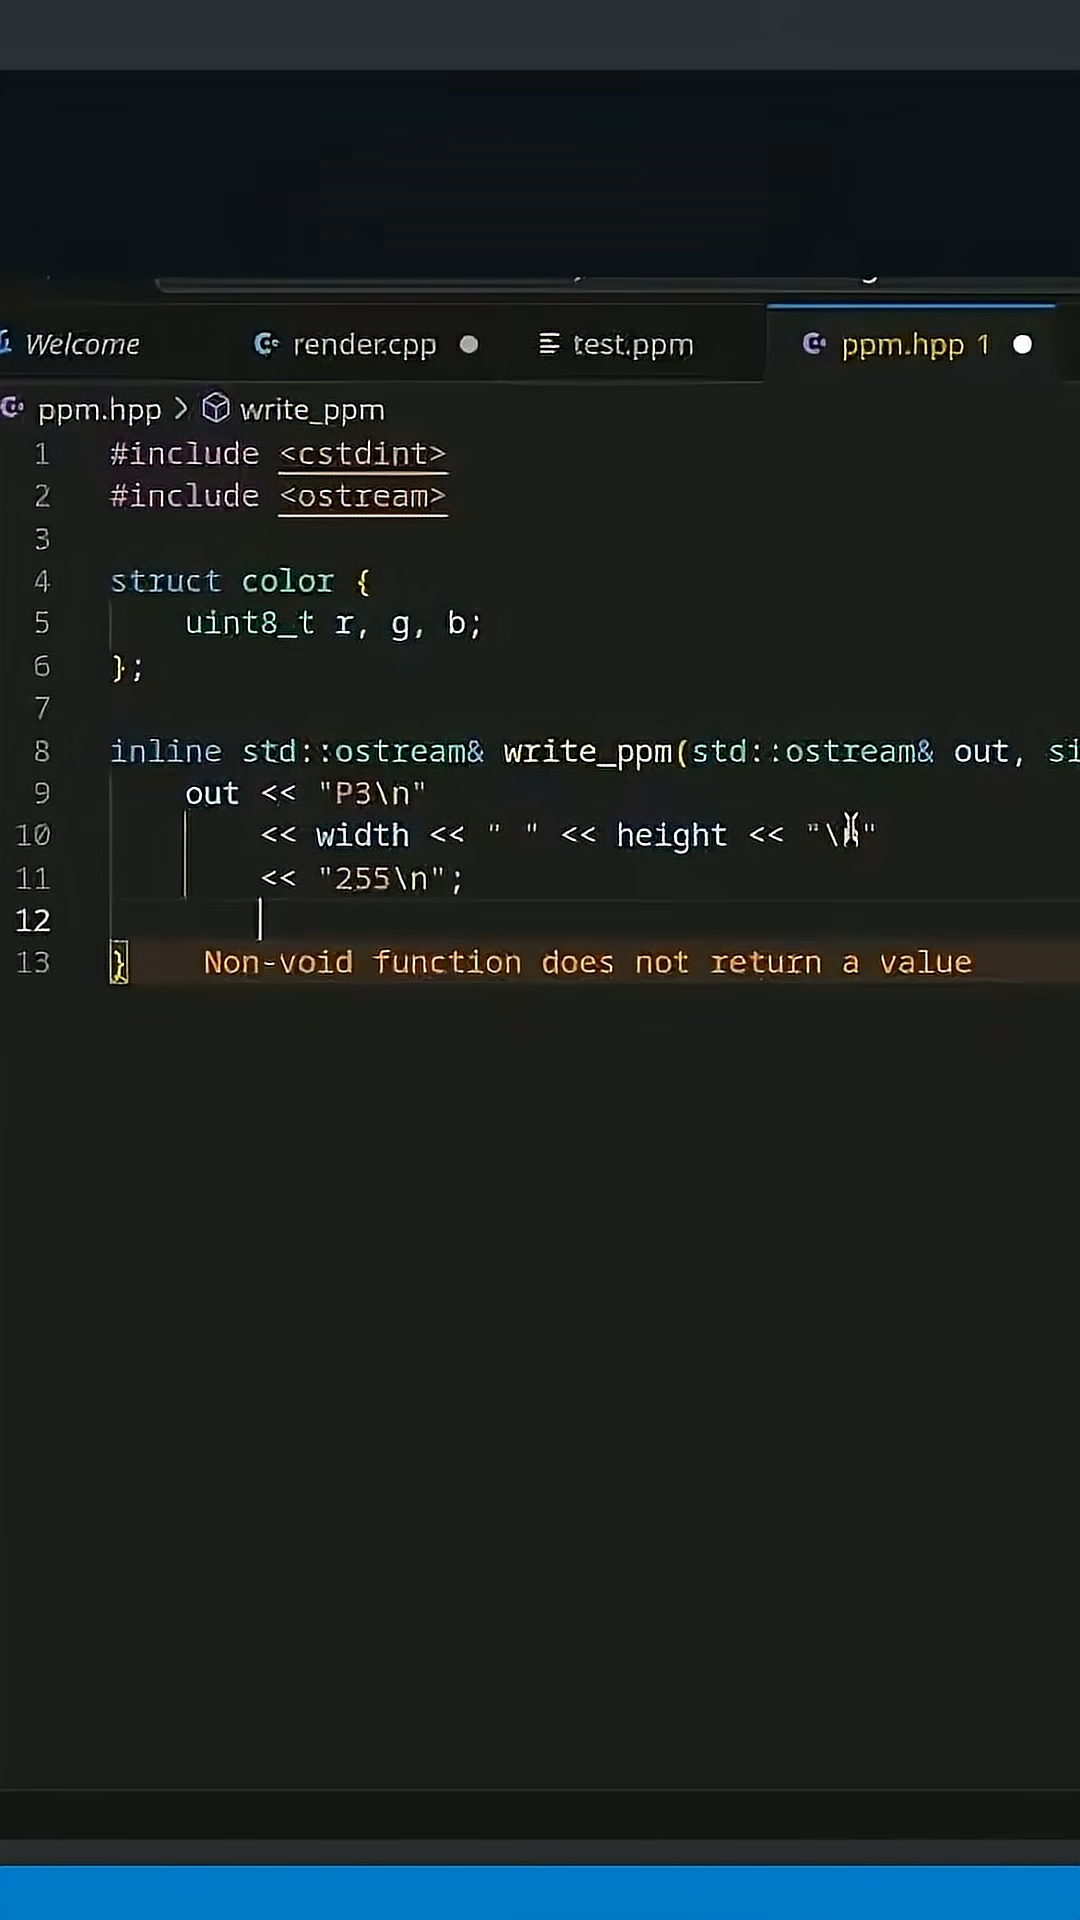 Welcome render.cpp test.ppm ppm.hpp 1
ppm.hpp > write_ppm
1 #include <cstdint>
2 #include <ostream>
3
4 struct color {
5 uint8_t r, g, b;
6 };
7
8 inline std::ostream& write_ppm(std::ostream& out, si
9 out << "P3\n"
10 << width << " " << height << "\n"
11 << "255\n";
12
13 } Non-void function does not return a value